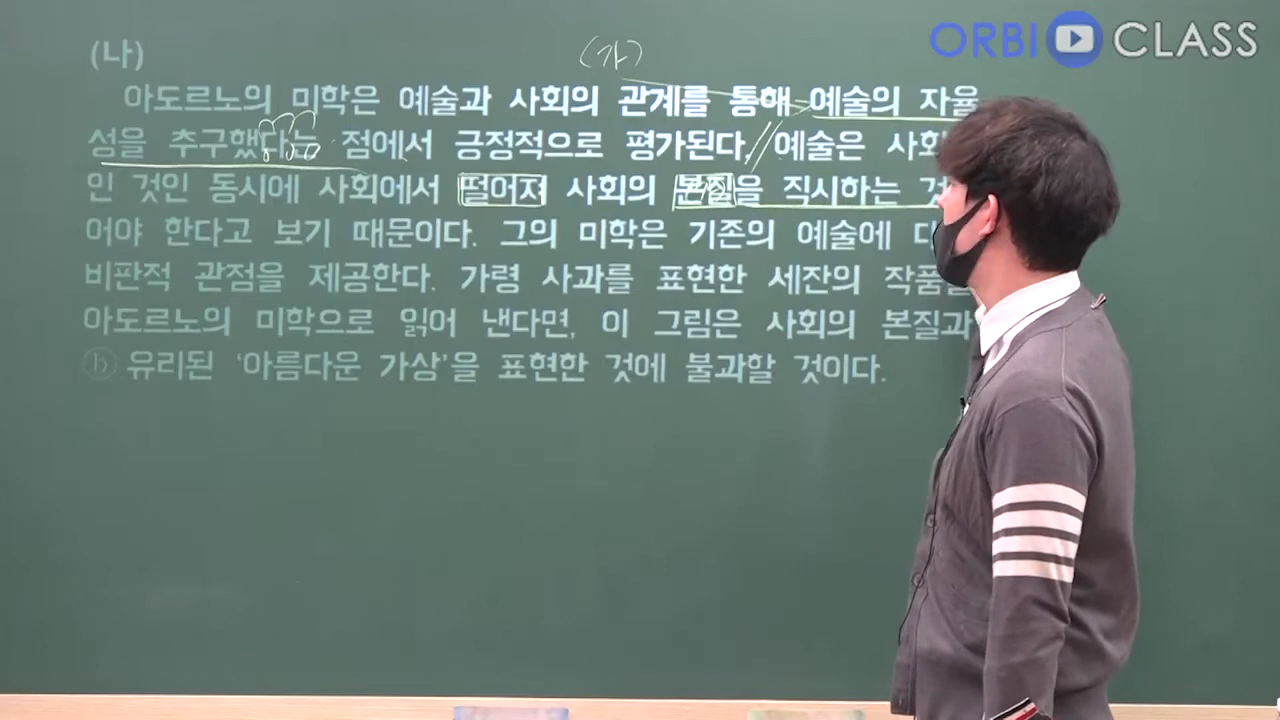 ORBI CLASS
(나)
(가)
아도르노의 미학은 예술과 사회의 관계를 통해 예술의 자율
성을 추구했다는 점에서 긍정적으로 평가된다. 예술은 사회
인 것인 동시에 사회에서 떨어져 사회의 본질을 직시하는 것
어야 한다고 보기 때문이다. 그의 미학은 기존의 예술에
비판적 관점을 제공한다. 가령 사과를 표현한 세잔의
아도르노의 미학으로 읽어 낸다면, 이 그림은 사회의 본질과
ⓑ 유리된 '아름다운 가상'을 표현한 것에 불과할 것이다.